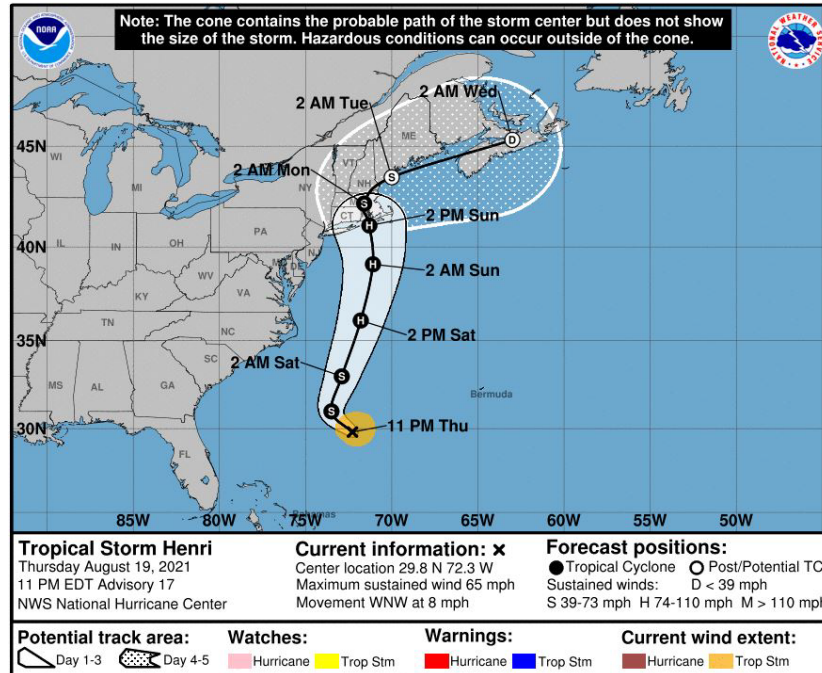 Note: The cone contains the probable path of the storm center but does not show
the size of the storm. Hazardous conditions can occur outside of the cone.
NOAA
2 AM Tue
2 AM Wed
45N
WI
ME
VT
D
MI
NH
S
NY
2 AM Mon
S
CT
H
2 PM Sun
40N
PA
IL
IN
OH
H
2 AM Sun
WV
VA
KY
H
2 PM Sat
TN
NC
35N
SC
2 AM Sat
S
MS
AL
GA
Bermuda
S
11 PM Thu
30N
FL
Bahamas
85W
80W
75W
70W
65W
60W
55W
50W
Tropical Storm Henri
Thursday August 19, 2021
11 PM EDT Advisory 17
NWS National Hurricane Center
Current information: ✖
Center location 29.8 N 72.3 W
Maximum sustained wind 65 mph
Movement WNW at 8 mph
Forecast positions:
● Tropical Cyclone ○ Post/Potential TC
Sustained winds: D < 39 mph
S 39-73 mph H 74-110 mph M > 110 mph
Potential track area:
Day 1-3 Day 4-5
Watches:
Hurricane Trop Stm
Warnings:
Hurricane Trop Stm
Current wind extent:
Hurricane Trop Stm